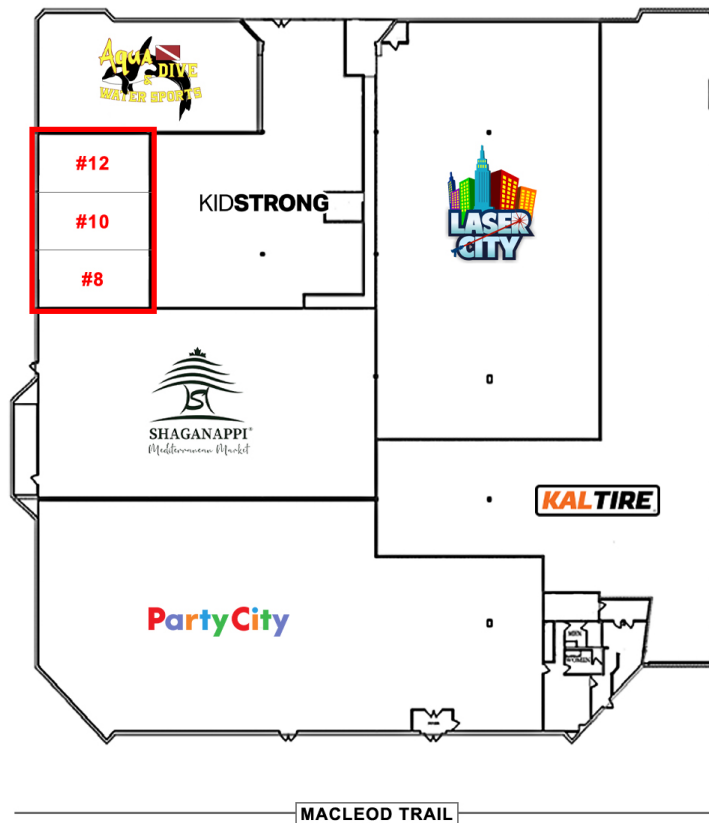 Aqua
& DIVE
WATER SPORTS
#12
KIDSTRONG
#10
#8
LASER
CITY
S
SHAGANAPPI®
Mediterranean Market
KALTIRE
PartyCity
MEN
WOMEN
MACLEOD TRAIL